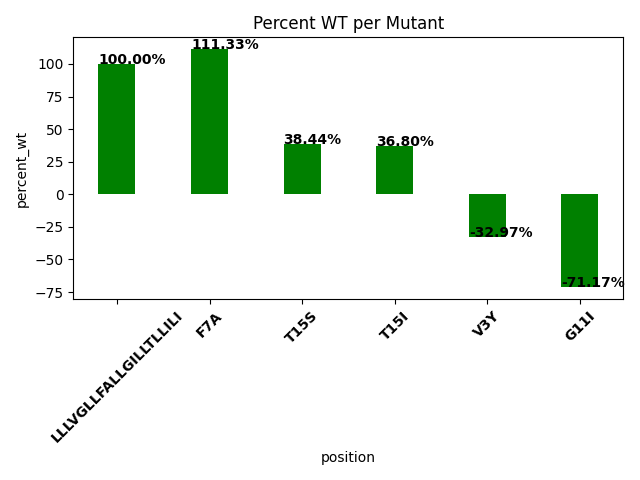 Percent WT per Mutant
percent_wt
100
75
50
25
0
−25
−50
−75
100.00%
111.33%
38.44%
36.80%
-32.97%
-71.17%
LLLVGLLFALLGILLTLLILI
F7A
T15S
T15I
V3Y
G11I
position